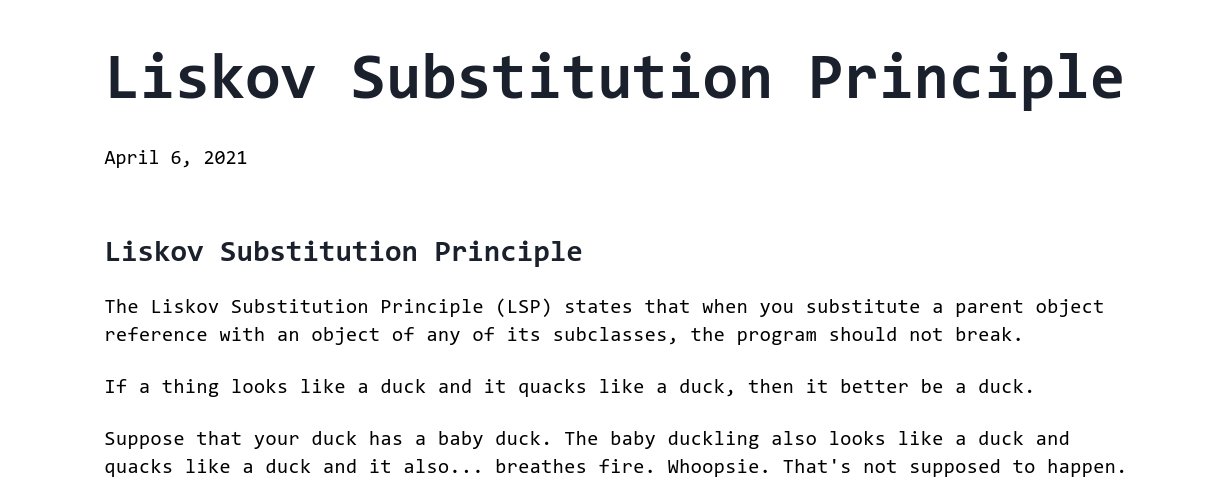 Liskov Substitution Principle
April 6, 2021
Liskov Substitution Principle
The Liskov Substitution Principle (LSP) states that when you substitute a parent object
reference with an object of any of its subclasses, the program should not break.
If a thing looks like a duck and it quacks like a duck, then it better be a duck.
Suppose that your duck has a baby duck. The baby duckling also looks like a duck and
quacks like a duck and it also... breathes fire. Whoopsie. That's not supposed to happen.